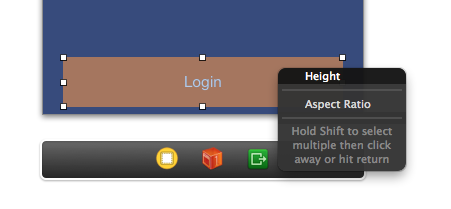 Height
Login
Aspect Ratio
Hold Shift to select
multiple then click
away or hit return